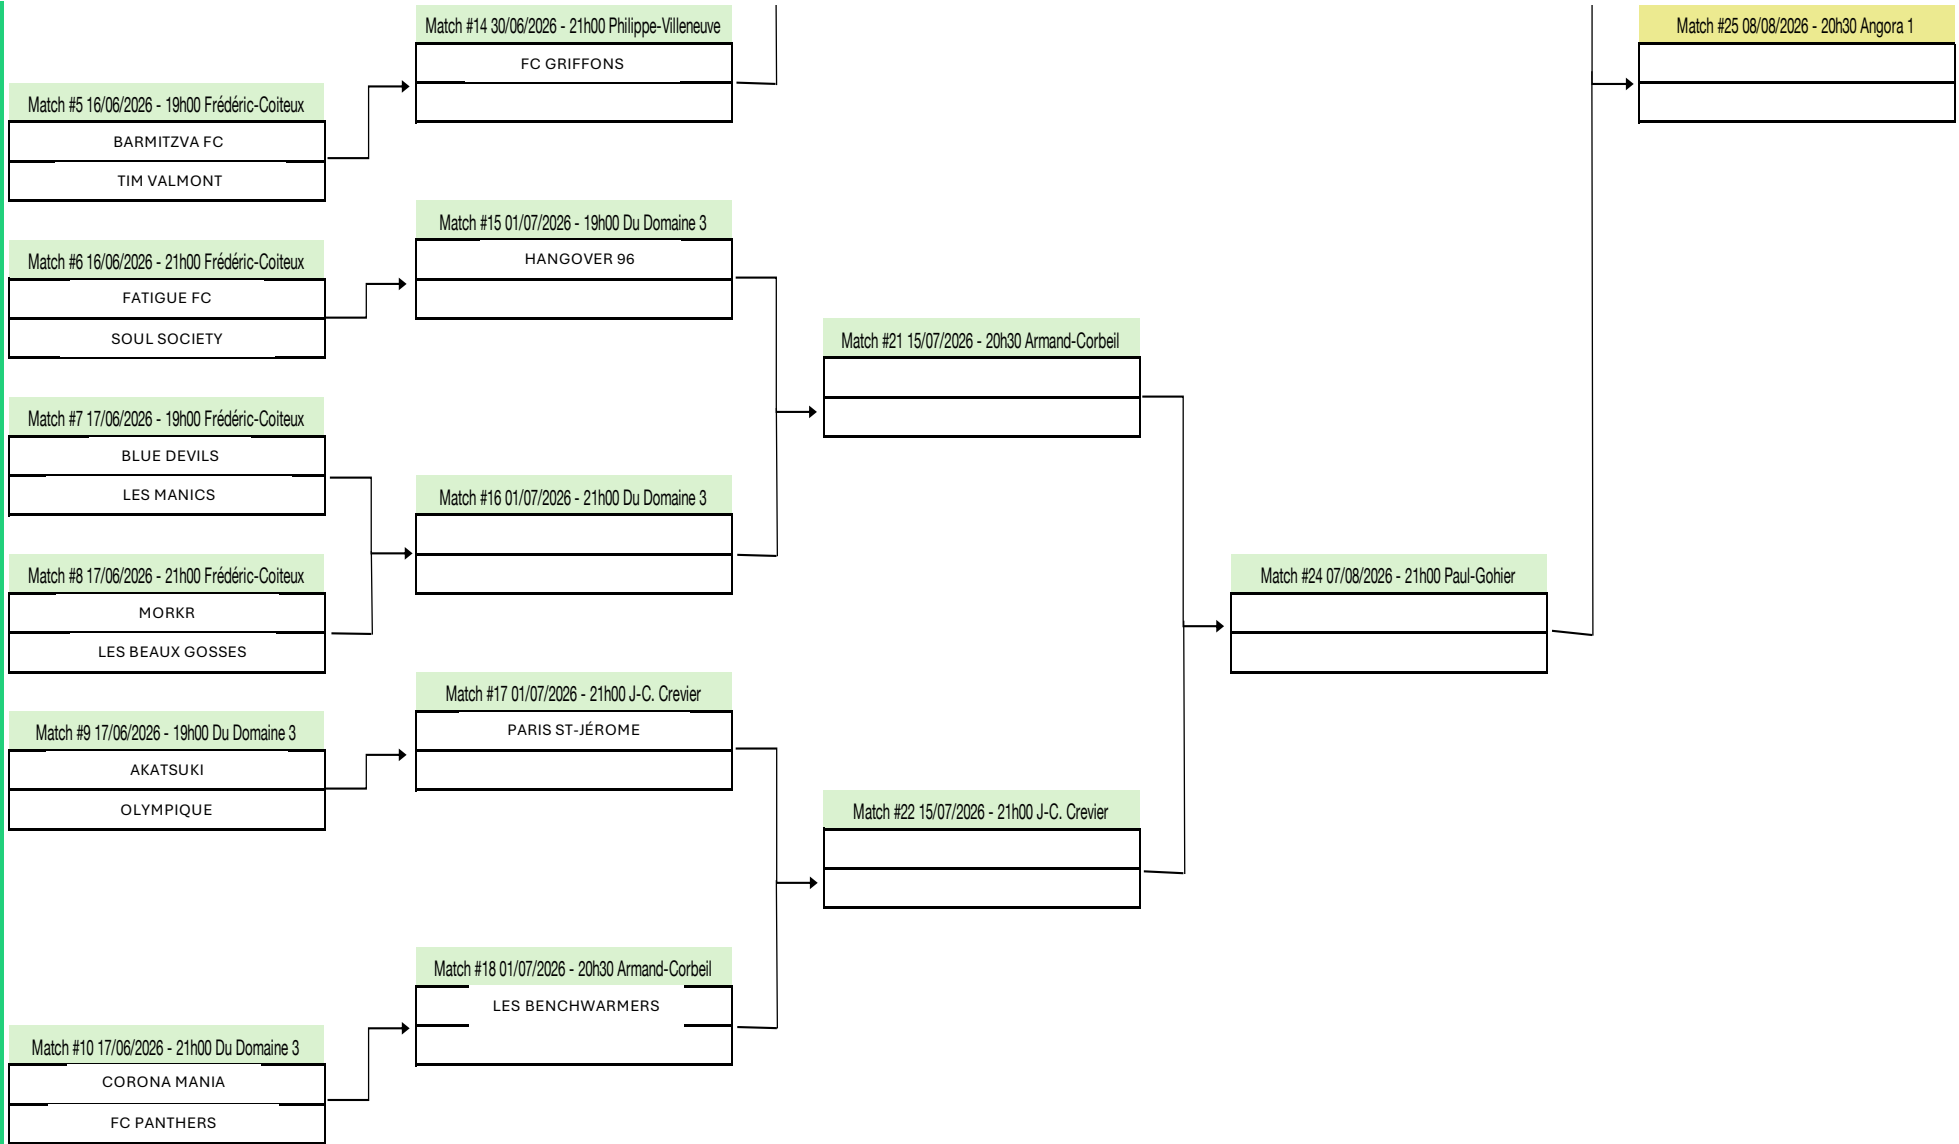 Match #14 30/06/2026 - 21h00 Philippe-Villeneuve
FC GRIFFONS
Match #25 08/08/2026 - 20h30 Angora 1
Match #5 16/06/2026 - 19h00 Frédéric-Coiteux
BARMITZVA FC
TIM VALMONT
Match #15 01/07/2026 - 19h00 Du Domaine 3
HANGOVER 96
Match #6 16/06/2026 - 21h00 Frédéric-Coiteux
FATIGUE FC
SOUL SOCIETY
Match #21 15/07/2026 - 20h30 Armand-Corbeil
Match #7 17/06/2026 - 19h00 Frédéric-Coiteux
BLUE DEVILS
LES MANICS
Match #16 01/07/2026 - 21h00 Du Domaine 3
Match #8 17/06/2026 - 21h00 Frédéric-Coiteux
MORKR
LES BEAUX GOSSES
Match #24 07/08/2026 - 21h00 Paul-Gohier
Match #17 01/07/2026 - 21h00 J-C. Crevier
PARIS ST-JÉROME
Match #9 17/06/2026 - 19h00 Du Domaine 3
AKATSUKI
OLYMPIQUE
Match #22 15/07/2026 - 21h00 J-C. Crevier
Match #18 01/07/2026 - 20h30 Armand-Corbeil
LES BENCHWARMERS
Match #10 17/06/2026 - 21h00 Du Domaine 3
CORONA MANIA
FC PANTHERS